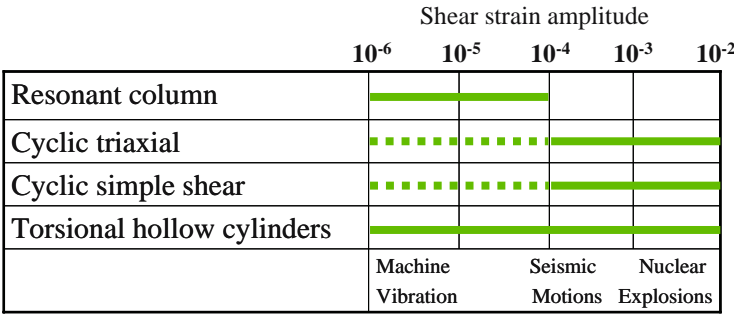 Shear strain amplitude
10-6 10-5 10-4 10-3 10-2
Resonant column
Cyclic triaxial
Cyclic simple shear
Torsional hollow cylinders
Machine Seismic Nuclear
Vibration Motions Explosions